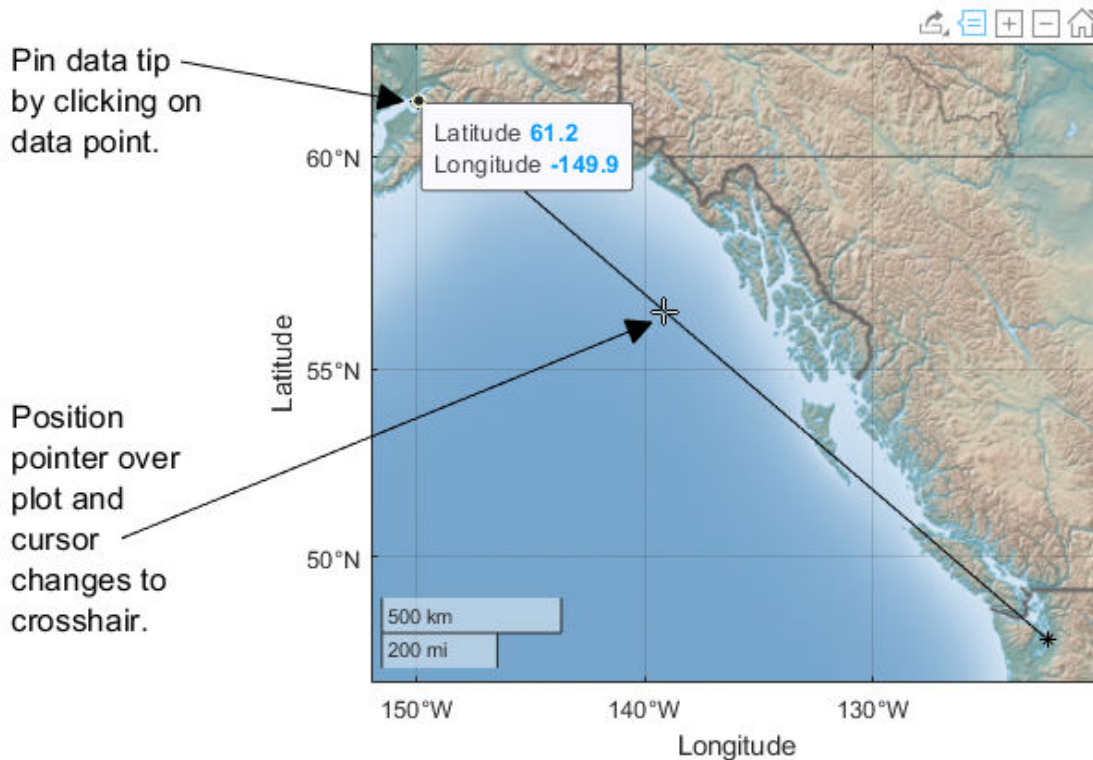 Pin data tip
by clicking on
data point.
Latitude 61.2
Longitude -149.9
60°N
55°N
50°N
Latitude
Position
pointer over
plot and
cursor
changes to
crosshair.
500 km
200 mi
150°W
140°W
130°W
Longitude